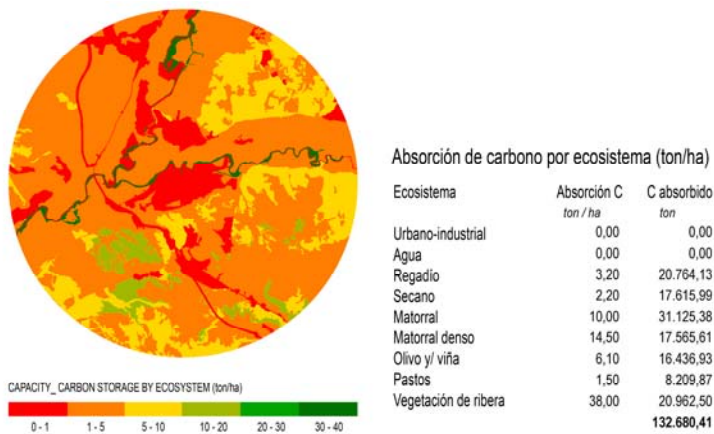 Absorción de carbono por ecosistema (ton/ha)
Ecosistema Absorción C C absorbido
ton / ha ton
Urbano-industrial 0,00 0,00
Agua 0,00 0,00
Regadío 3,20 20.764,13
Secano 2,20 17.615,99
Matorral 10,00 31.125,38
Matorral denso 14,50 17.565,61
Olivo y/ viña 6,10 16.436,93
Pastos 1,50 8.209,87
Vegetación de ribera 38,00 20.962,50
132.680,41
CAPACITY_ CARBON STORAGE BY ECOSYSTEM (ton/ha)
0 - 1 1 - 5 5 - 10 10 - 20 20 - 30 30 - 40